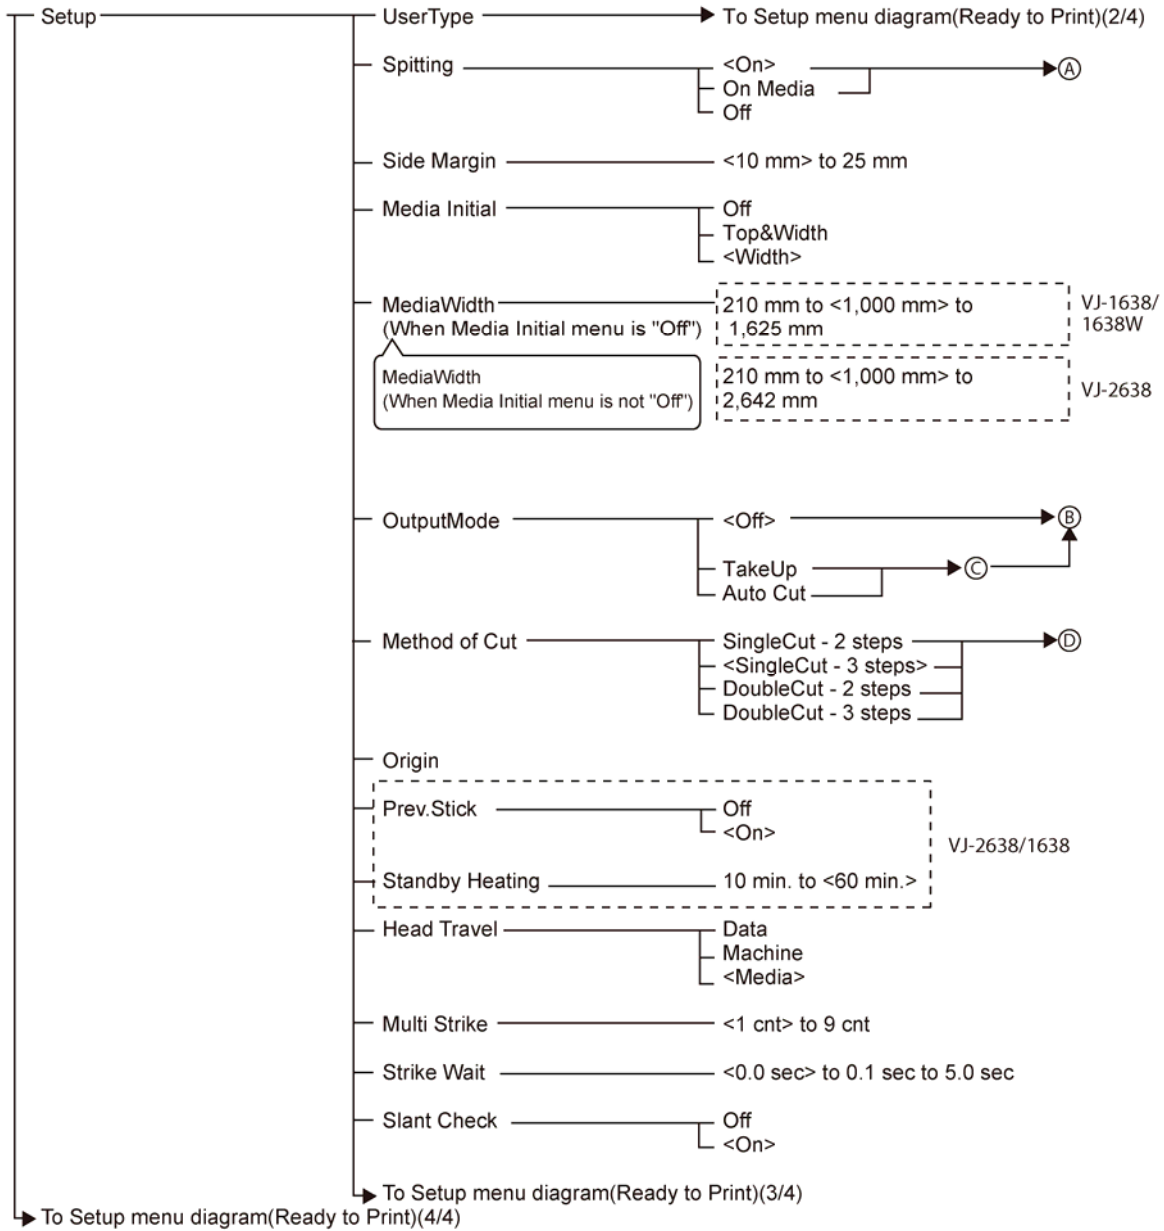 Setup
UserType
To Setup menu diagram(Ready to Print)(2/4)
Spitting
<On>
A
On Media
Off
Side Margin
<10 mm> to 25 mm
Media Initial
Off
Top&Width
<Width>
MediaWidth
(When Media Initial menu is "Off")
210 mm to <1,000 mm> to
1,625 mm
VJ-1638/
1638W
MediaWidth
(When Media Initial menu is not "Off")
210 mm to <1,000 mm> to
2,642 mm
VJ-2638
OutputMode
<Off>
B
TakeUp
C
Auto Cut
Method of Cut
SingleCut - 2 steps
D
<SingleCut - 3 steps>
DoubleCut - 2 steps
DoubleCut - 3 steps
Origin
Prev.Stick
Off
<On>
VJ-2638/1638
Standby Heating
10 min. to <60 min.>
Head Travel
Data
Machine
<Media>
Multi Strike
<1 cnt> to 9 cnt
Strike Wait
<0.0 sec> to 0.1 sec to 5.0 sec
Slant Check
Off
<On>
To Setup menu diagram(Ready to Print)(3/4)
To Setup menu diagram(Ready to Print)(4/4)